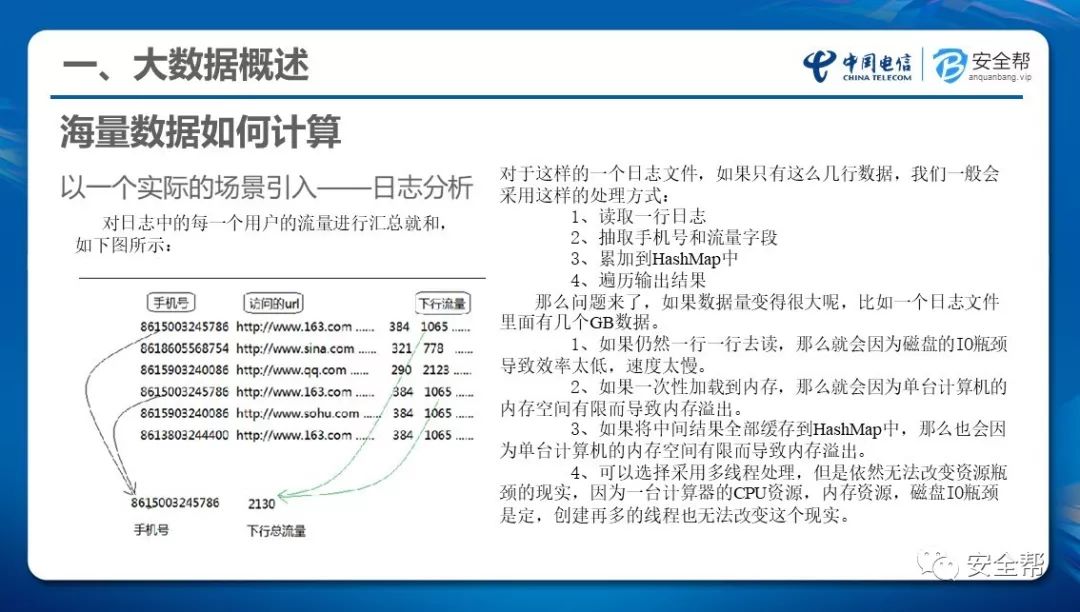 一、大数据概述
中国电信
CHINA TELECOM
安全帮
anquanbang.vip
海量数据如何计算
以一个实际的场景引入——日志分析
对日志中的每一个用户的流量进行汇总就和，
如下图所示：
手机号 访问的url 下行流量
8615003245786 http://www.163.com ...... 384 1065 ......
8618605568754 http://www.sina.com ...... 321 778 ......
8615903240086 http://www.qq.com ...... 290 2123 ......
8615003245786 http://www.163.com ...... 384 1065 ......
8615903240086 http://www.sohu.com ...... 384 1065 ......
8613803244400 http://www.163.com ...... 384 1065 ......
8615003245786 2130
手机号 下行总流量
对于这样的一个日志文件，如果只有这么几行数据，我们一般会
采用这样的处理方式：
1、读取一行日志
2、抽取手机号和流量字段
3、累加到HashMap中
4、遍历输出结果
那么问题来了，如果数据量变得很大呢，比如一个日志文件
里面有几个GB数据。
1、如果仍然一行一行去读，那么就会因为磁盘的IO瓶颈
导致效率太低，速度太慢。
2、如果一次性加载到内存，那么就会因为单台计算机的
内存空间有限而导致内存溢出。
3、如果将中间结果全部缓存到HashMap中，那么也会因
为单台计算机的内存空间有限而导致内存溢出。
4、可以选择采用多线程处理，但是依然无法改变资源瓶
颈的现实，因为一台计算器的CPU资源，内存资源，磁盘IO瓶颈
是定，创建再多的线程也无法改变这个现实。
安全帮